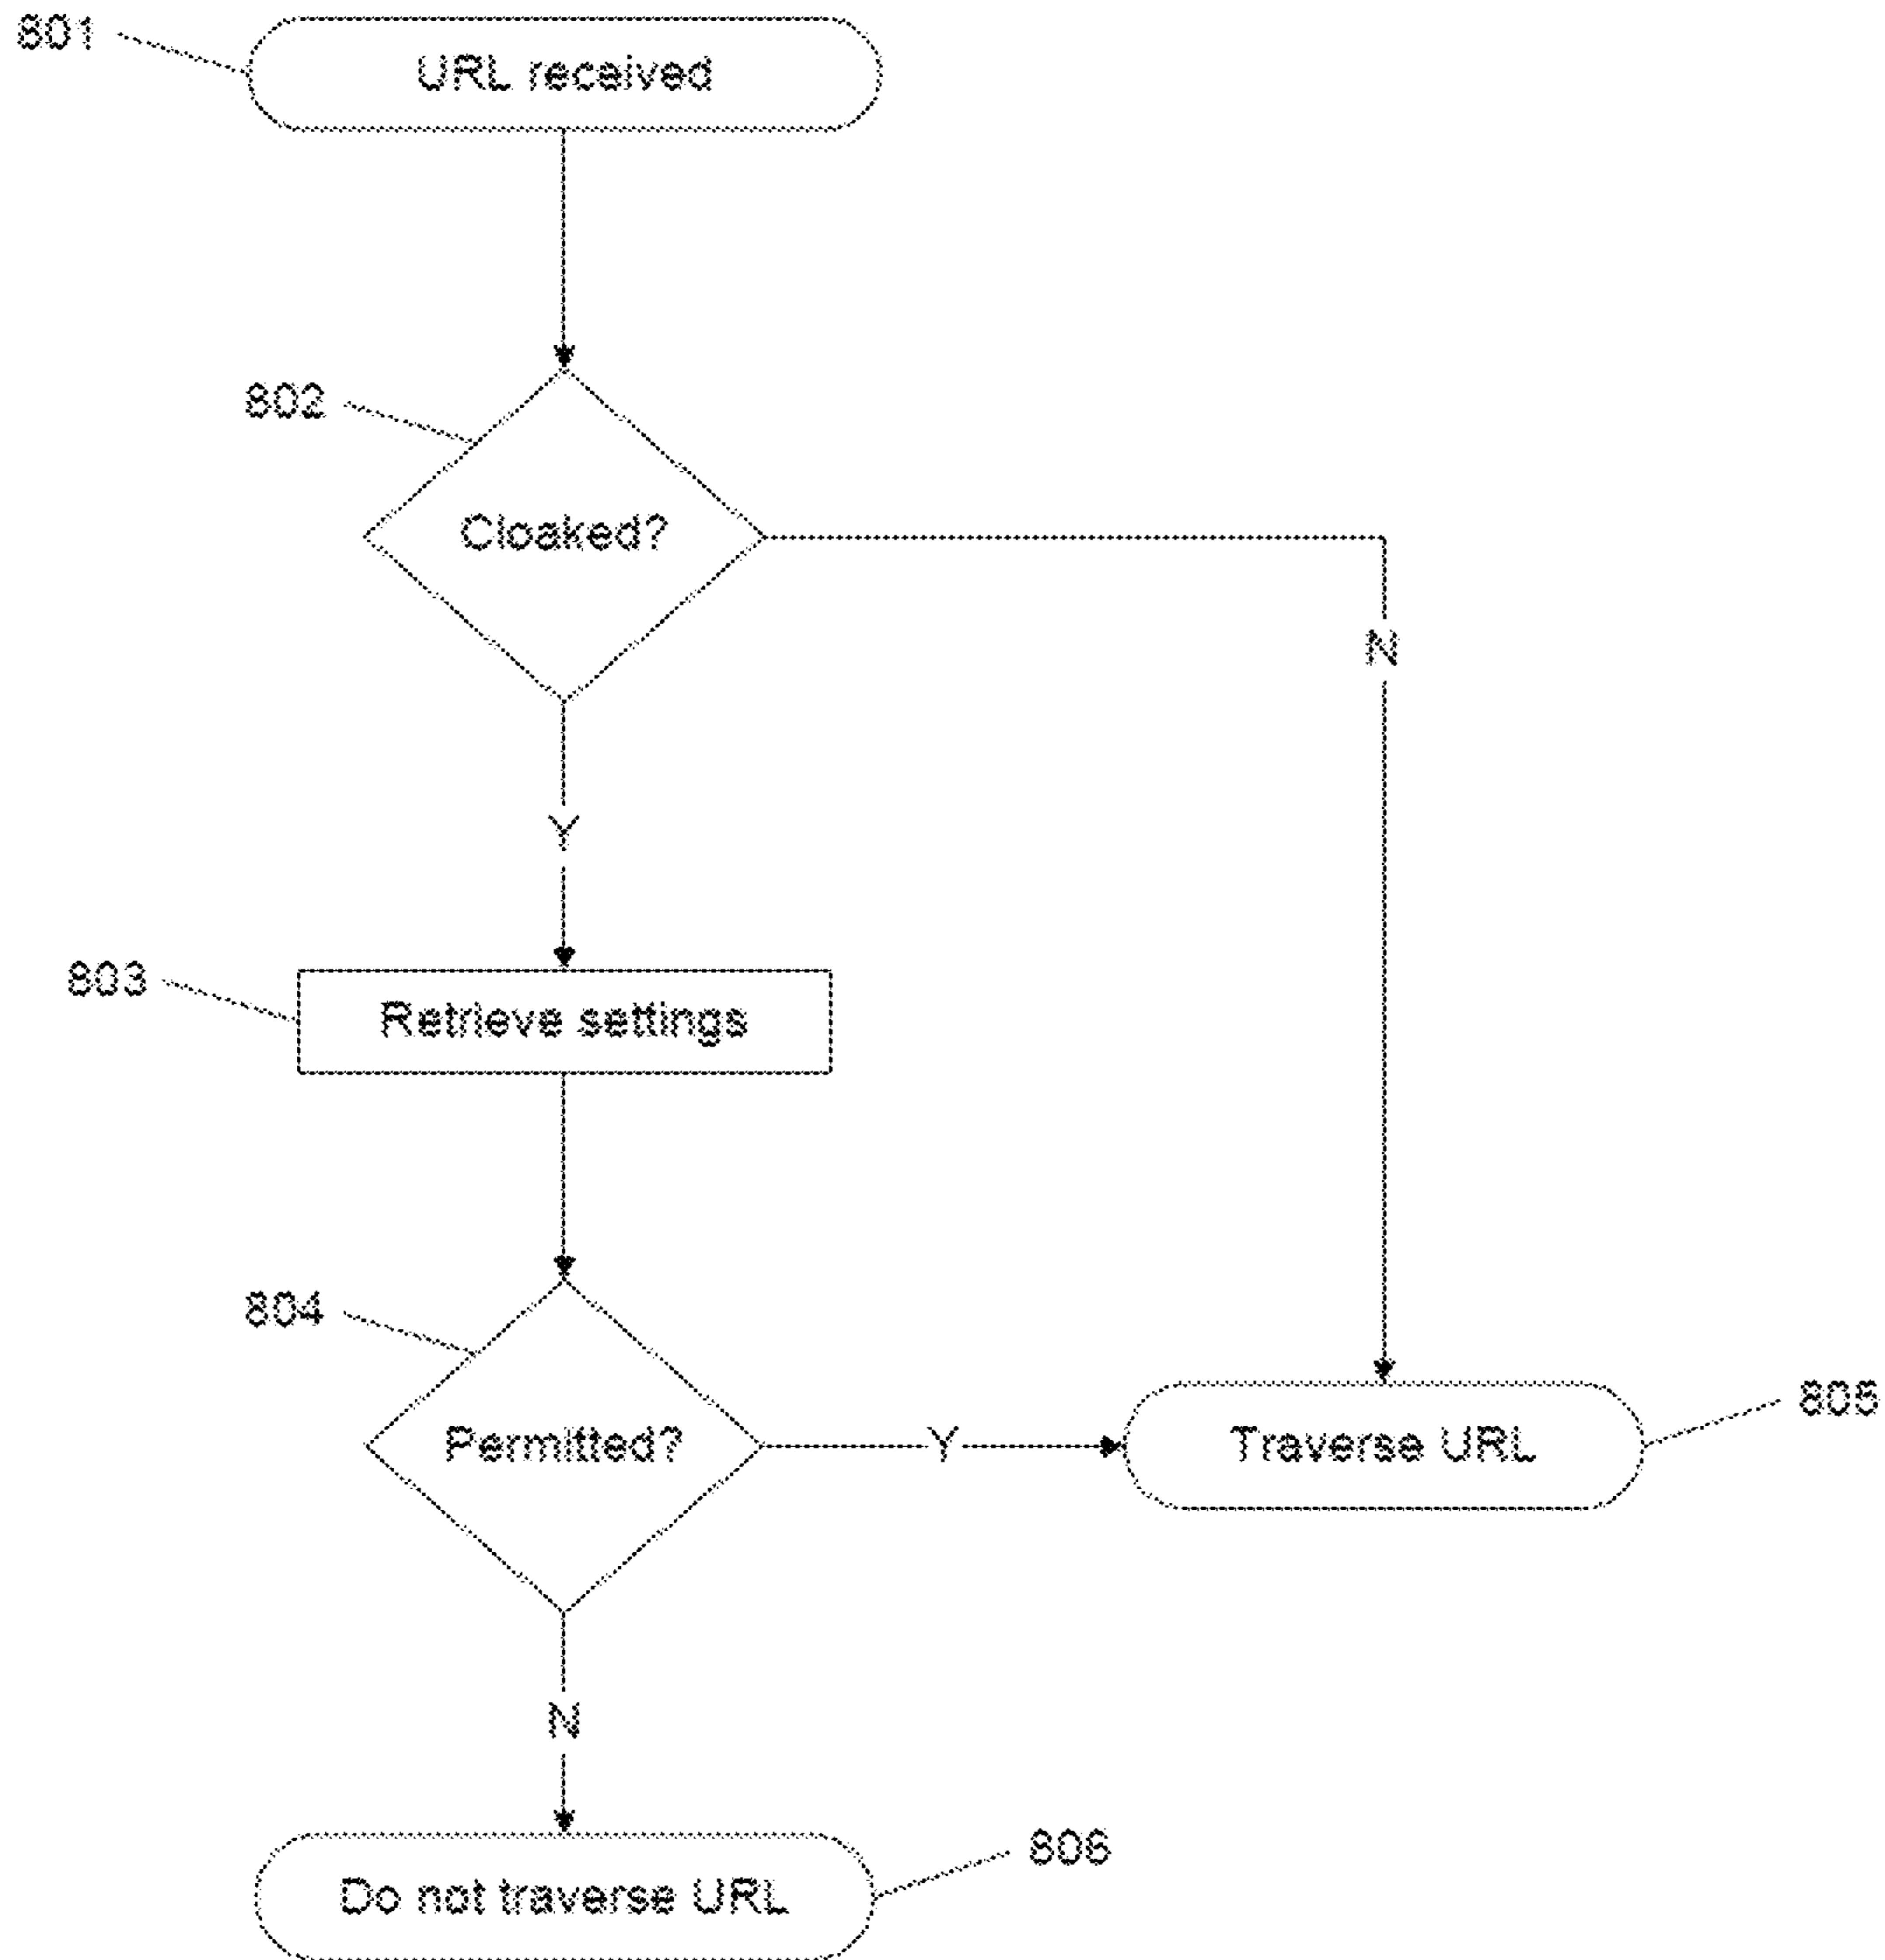 801
URL received
802
Cloaked?
N
Y
803
Retrieve settings
804
Permitted?
Y
Traverse URL
805
N
Do not traverse URL
806